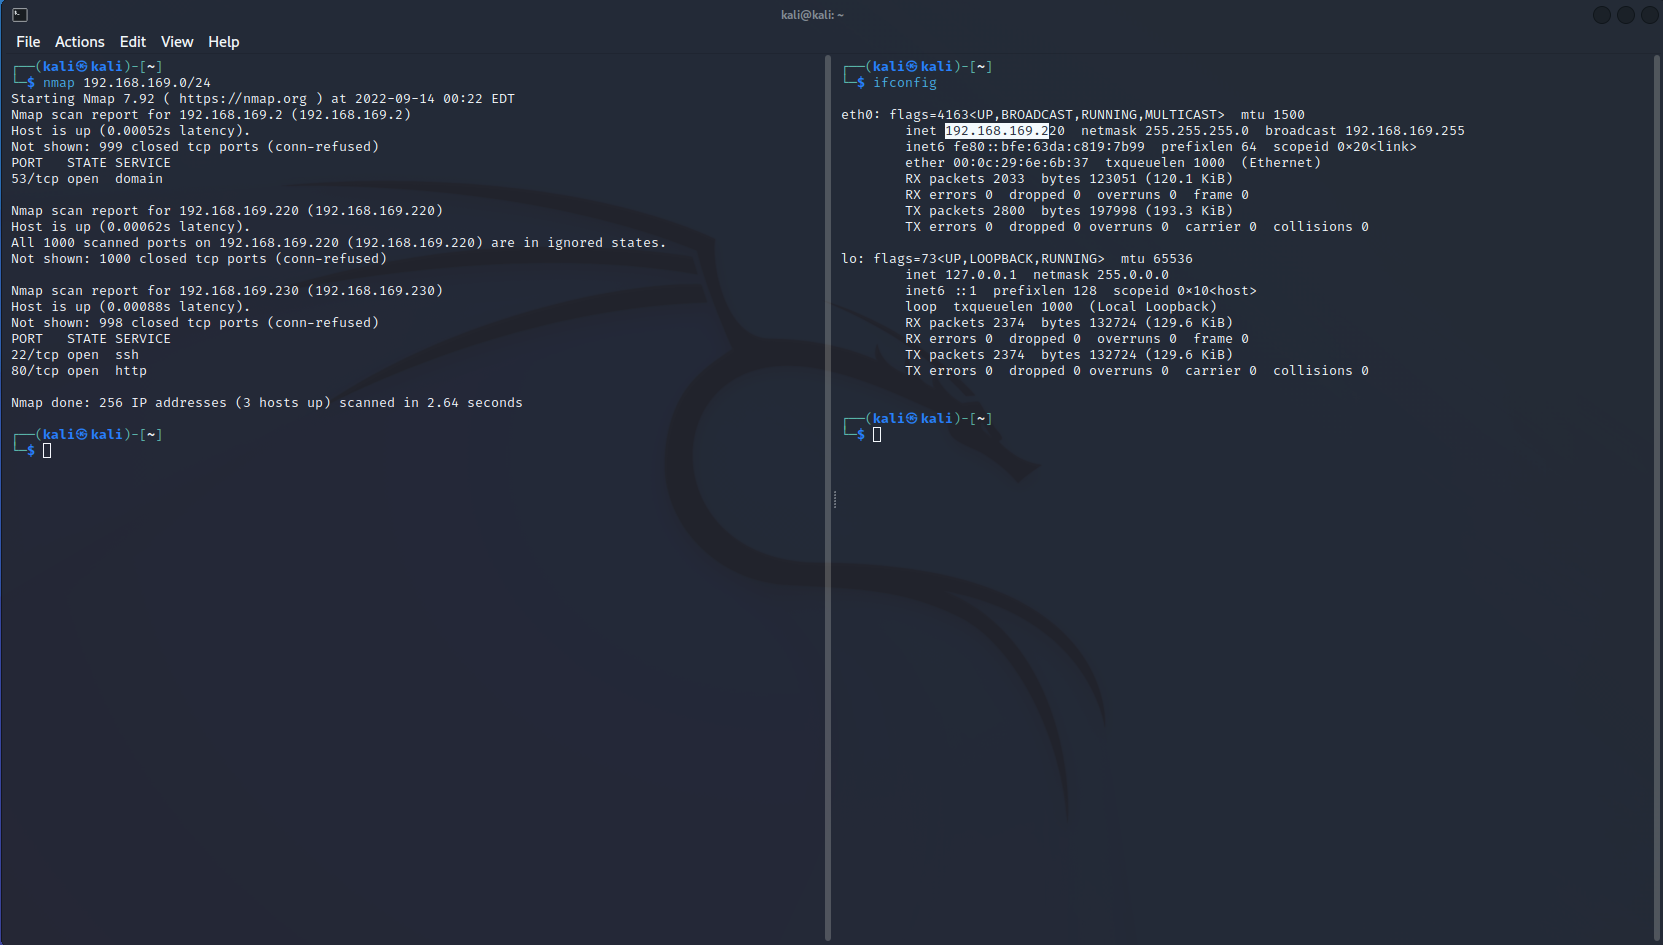 kali@kali: ~
File Actions Edit View Help
┌──(kali㉿kali)-[~]
└─$ nmap 192.168.169.0/24
Starting Nmap 7.92 ( https://nmap.org ) at 2022-09-14 00:22 EDT
Nmap scan report for 192.168.169.2 (192.168.169.2)
Host is up (0.00052s latency).
Not shown: 999 closed tcp ports (conn-refused)
PORT   STATE SERVICE
53/tcp open  domain
Nmap scan report for 192.168.169.220 (192.168.169.220)
Host is up (0.00062s latency).
All 1000 scanned ports on 192.168.169.220 (192.168.169.220) are in ignored states.
Not shown: 1000 closed tcp ports (conn-refused)
Nmap scan report for 192.168.169.230 (192.168.169.230)
Host is up (0.00088s latency).
Not shown: 998 closed tcp ports (conn-refused)
PORT   STATE SERVICE
22/tcp open  ssh
80/tcp open  http
Nmap done: 256 IP addresses (3 hosts up) scanned in 2.64 seconds
┌──(kali㉿kali)-[~]
└─$
┌──(kali㉿kali)-[~]
└─$ ifconfig
eth0: flags=4163<UP,BROADCAST,RUNNING,MULTICAST>  mtu 1500
inet 192.168.169.220  netmask 255.255.255.0  broadcast 192.168.169.255
inet6 fe80::bfe:63da:c819:7b99  prefixlen 64  scopeid 0×20<link>
ether 00:0c:29:6e:6b:37  txqueuelen 1000  (Ethernet)
RX packets 2033  bytes 123051 (120.1 KiB)
RX errors 0  dropped 0  overruns 0  frame 0
TX packets 2800  bytes 197998 (193.3 KiB)
TX errors 0  dropped 0 overruns 0  carrier 0  collisions 0
lo: flags=73<UP,LOOPBACK,RUNNING>  mtu 65536
inet 127.0.0.1  netmask 255.0.0.0
inet6 ::1  prefixlen 128  scopeid 0×10<host>
loop  txqueuelen 1000  (Local Loopback)
RX packets 2374  bytes 132724 (129.6 KiB)
RX errors 0  dropped 0  overruns 0  frame 0
TX packets 2374  bytes 132724 (129.6 KiB)
TX errors 0  dropped 0 overruns 0  carrier 0  collisions 0
┌──(kali㉿kali)-[~]
└─$